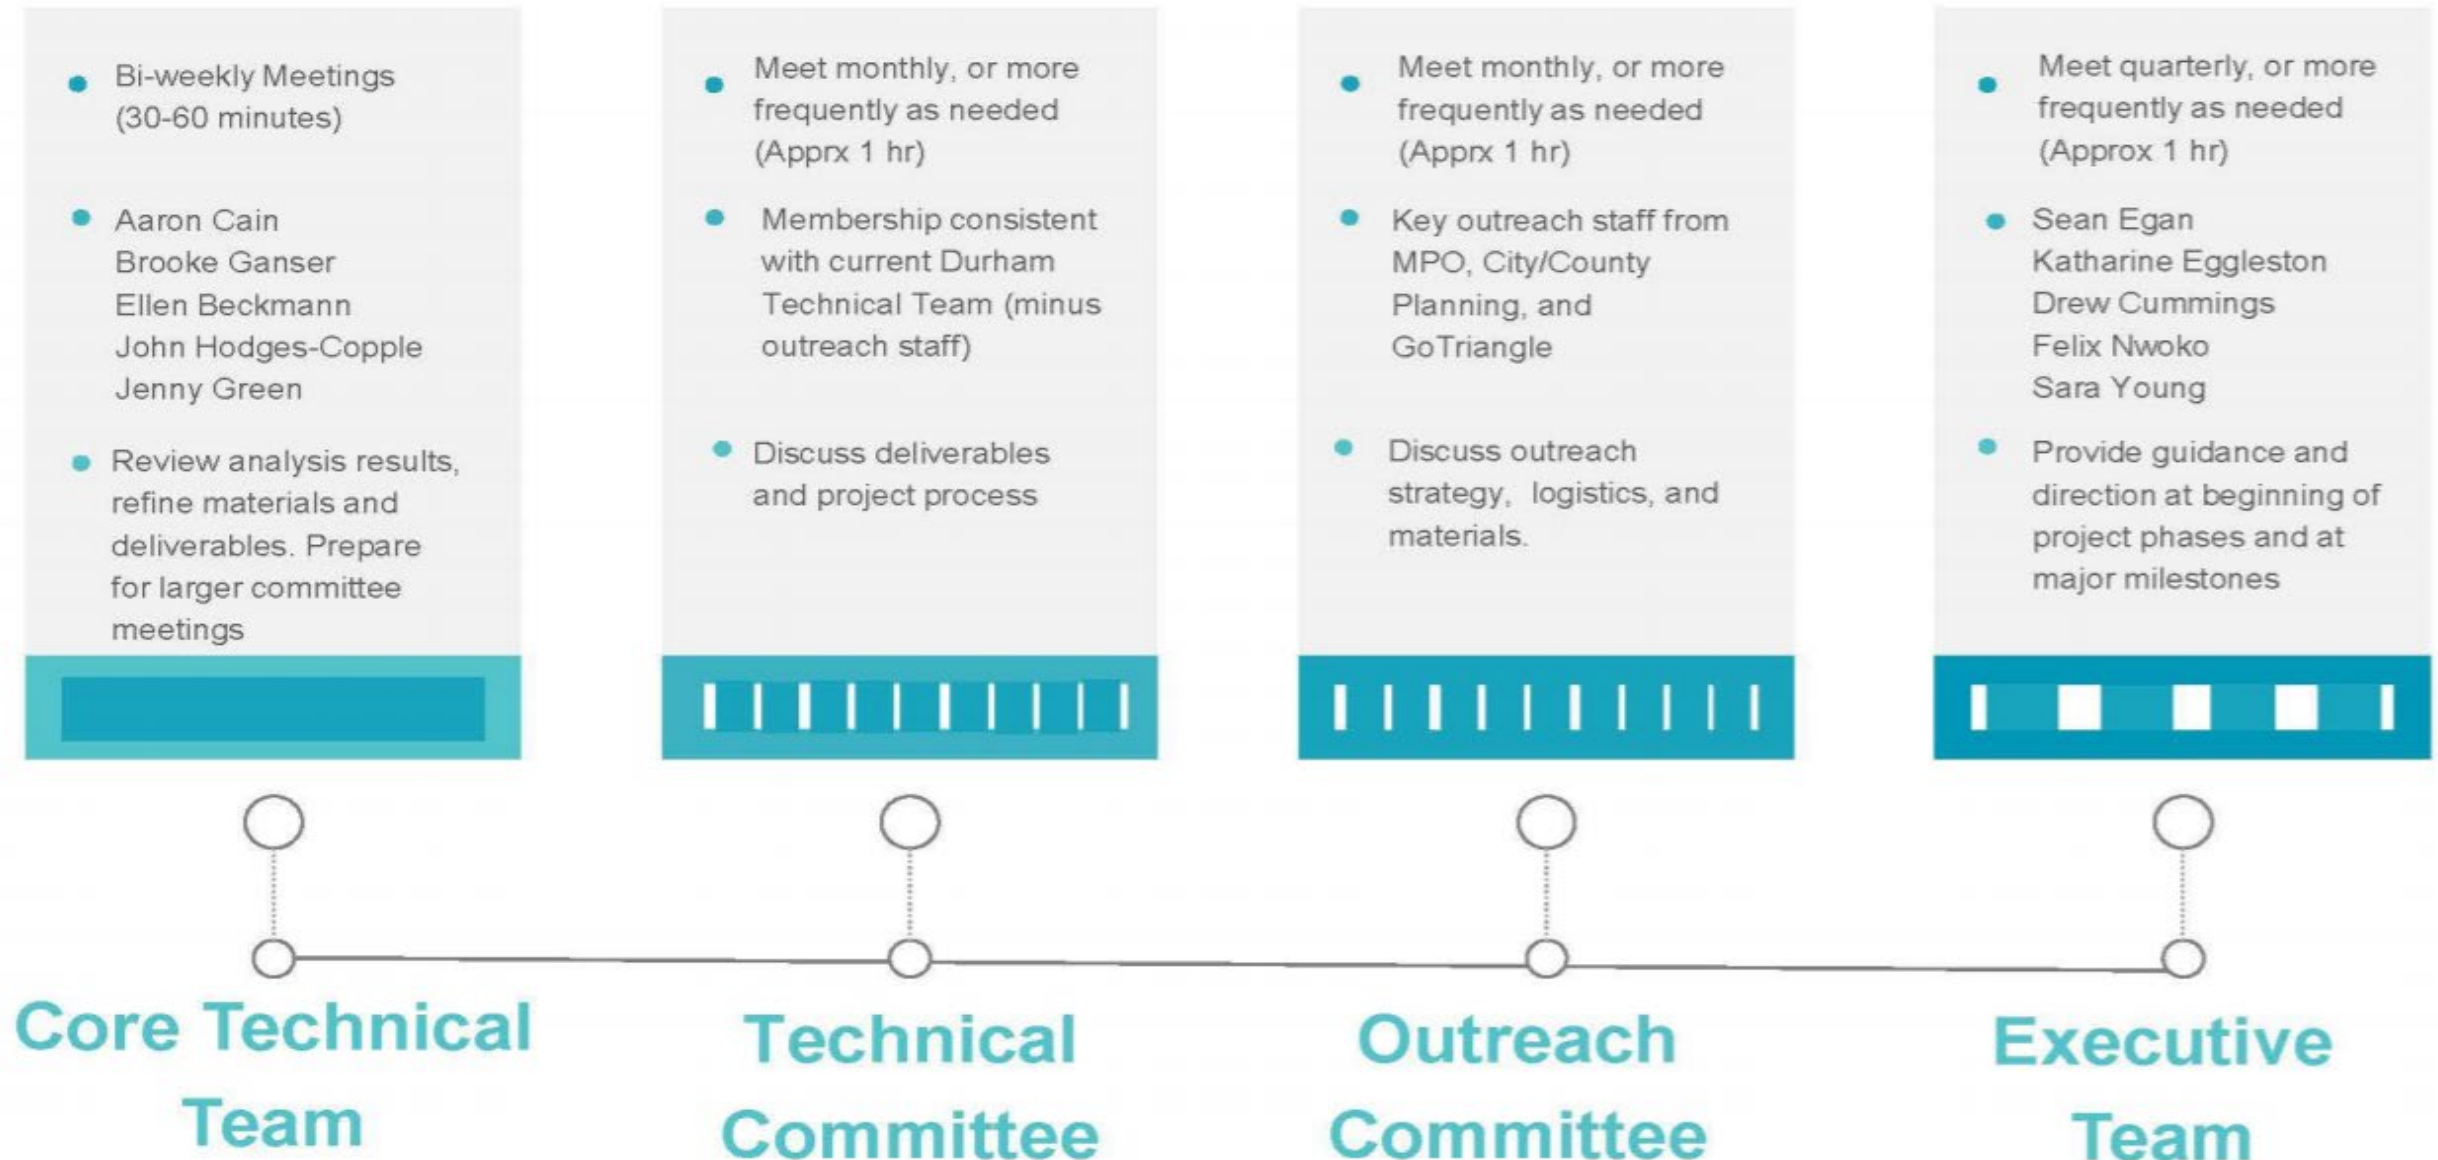 Bi-weekly Meetings
(30-60 minutes)
Aaron Cain
Brooke Ganser
Ellen Beckmann
John Hodges-Copple
Jenny Green
Review analysis results,
refine materials and
deliverables. Prepare
for larger committee
meetings
Core Technical
Team
Meet monthly, or more
frequently as needed
(Apprx 1 hr)
Membership consistent
with current Durham
Technical Team (minus
outreach staff)
Discuss deliverables
and project process
Technical
Committee
Meet monthly, or more
frequently as needed
(Apprx 1 hr)
Key outreach staff from
MPO, City/County
Planning, and
GoTriangle
Discuss outreach
strategy, logistics, and
materials.
Outreach
Committee
Meet quarterly, or more
frequently as needed
(Approx 1 hr)
Sean Egan
Katharine Eggleston
Drew Cummings
Felix Nwoko
Sara Young
Provide guidance and
direction at beginning of
project phases and at
major milestones
Executive
Team